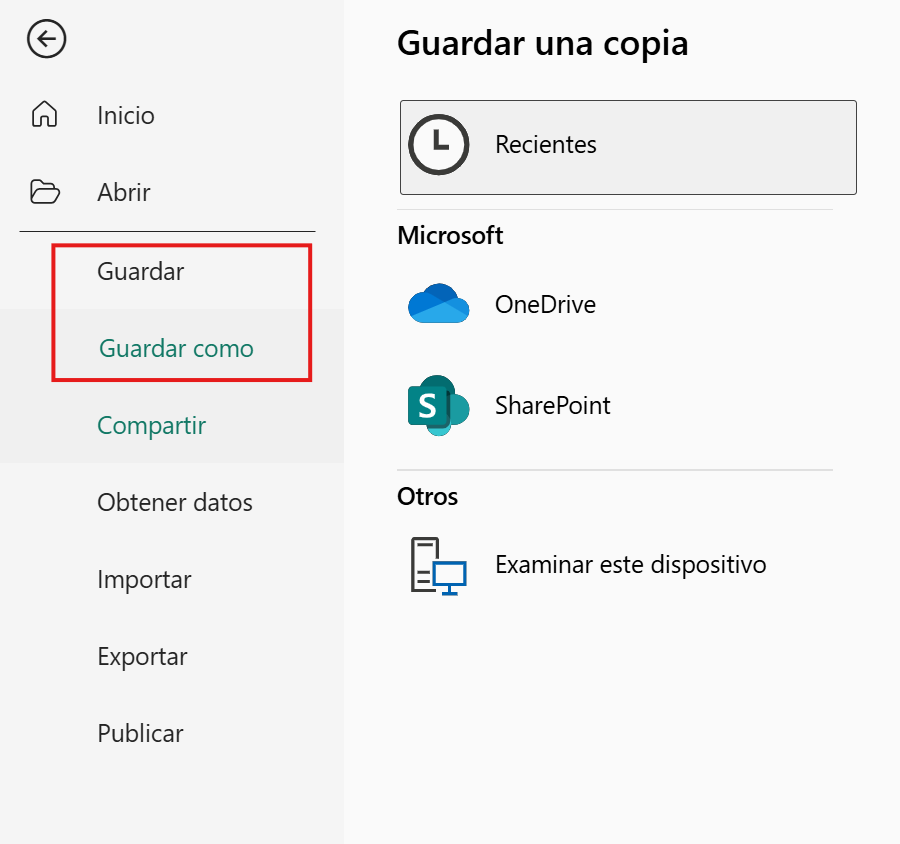 Inicio
Abrir
Guardar
Guardar como
Compartir
Obtener datos
Importar
Exportar
Publicar
Guardar una copia
Recientes
Microsoft
OneDrive
S
SharePoint
Otros
Examinar este dispositivo